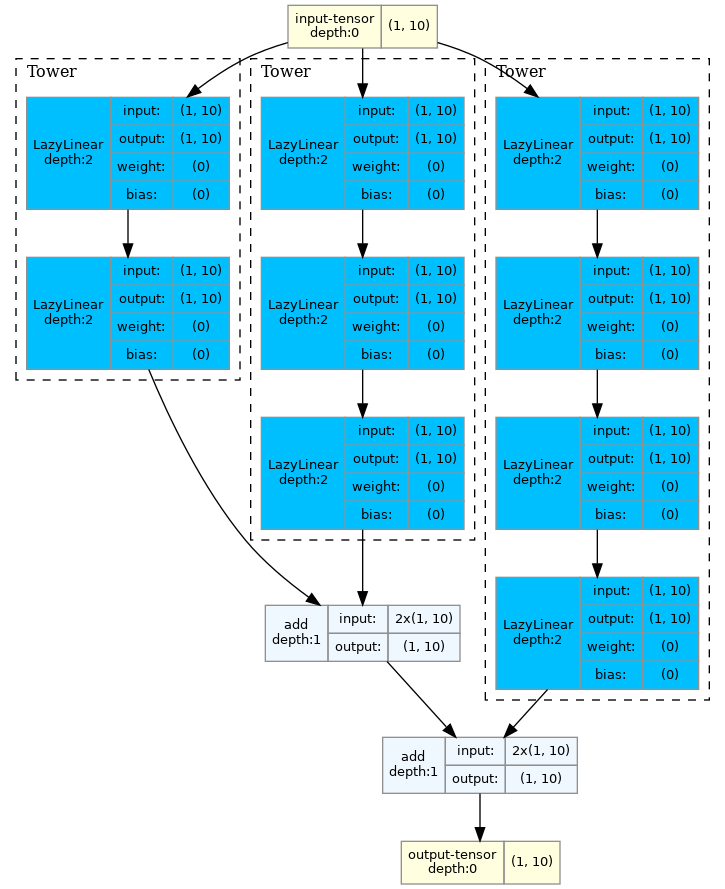 input-tensor
depth:0
(1, 10)
Tower
LazyLinear
depth:2
input:
(1, 10)
output:
(1, 10)
weight:
(0)
bias:
(0)
LazyLinear
depth:2
input:
(1, 10)
output:
(1, 10)
weight:
(0)
bias:
(0)
Tower
LazyLinear
depth:2
input:
(1, 10)
output:
(1, 10)
weight:
(0)
bias:
(0)
LazyLinear
depth:2
input:
(1, 10)
output:
(1, 10)
weight:
(0)
bias:
(0)
LazyLinear
depth:2
input:
(1, 10)
output:
(1, 10)
weight:
(0)
bias:
(0)
Tower
LazyLinear
depth:2
input:
(1, 10)
output:
(1, 10)
weight:
(0)
bias:
(0)
LazyLinear
depth:2
input:
(1, 10)
output:
(1, 10)
weight:
(0)
bias:
(0)
LazyLinear
depth:2
input:
(1, 10)
output:
(1, 10)
weight:
(0)
bias:
(0)
LazyLinear
depth:2
input:
(1, 10)
output:
(1, 10)
weight:
(0)
bias:
(0)
add
depth:1
input:
2x(1, 10)
output:
(1, 10)
add
depth:1
input:
2x(1, 10)
output:
(1, 10)
output-tensor
depth:0
(1, 10)